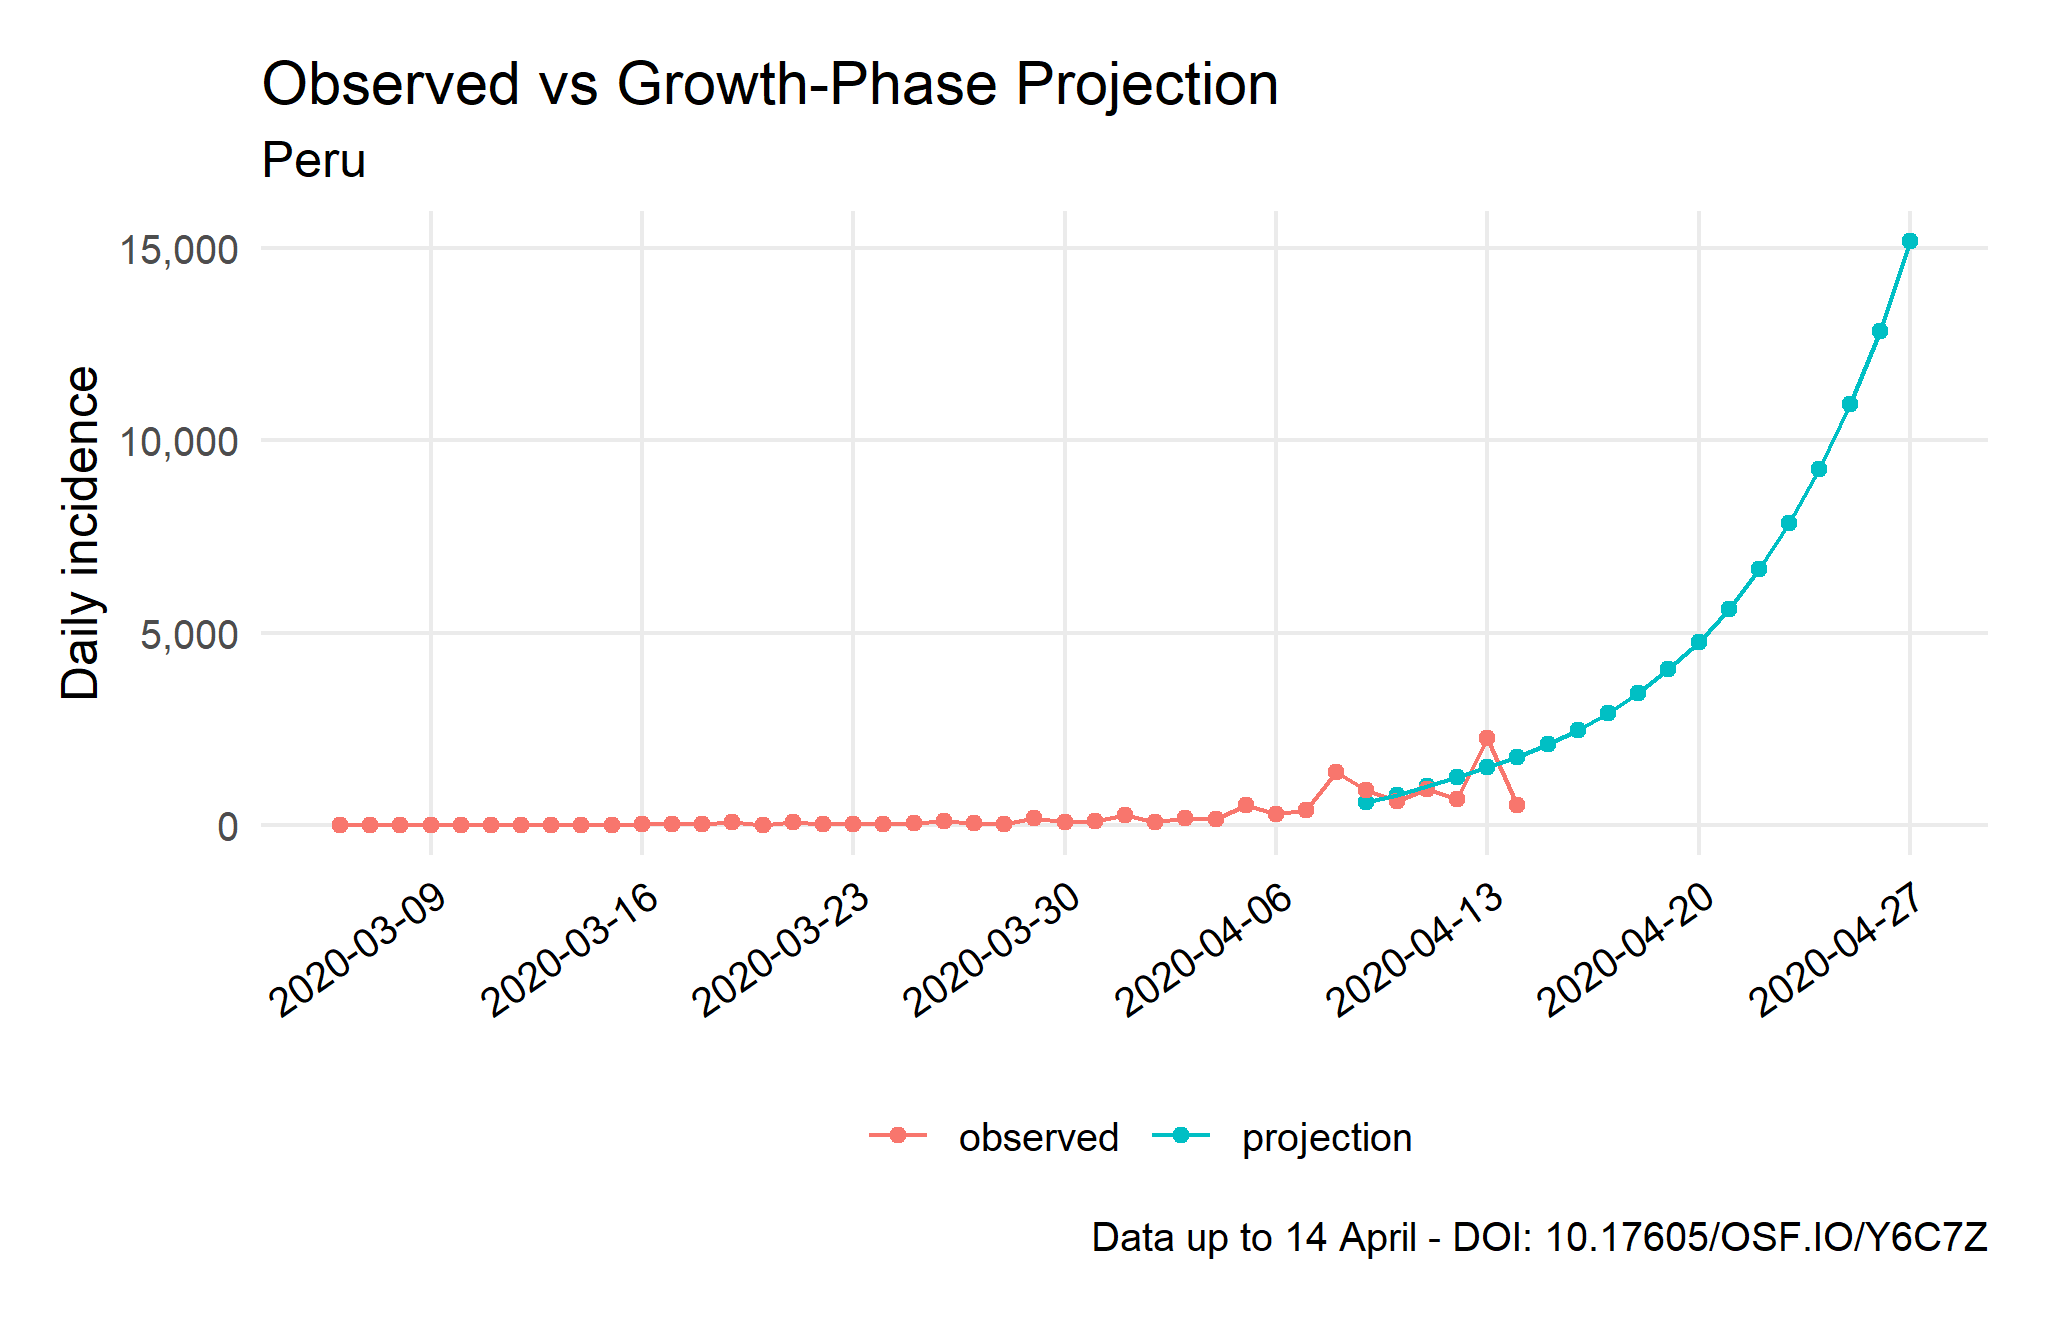 Observed vs Growth-Phase Projection
Peru
Daily incidence
15,000
10,000
5,000
0
2020-03-09
2020-03-16
2020-03-23
2020-03-30
2020-04-06
2020-04-13
2020-04-20
2020-04-27
observed
projection
Data up to 14 April - DOI: 10.17605/OSF.IO/Y6C7Z